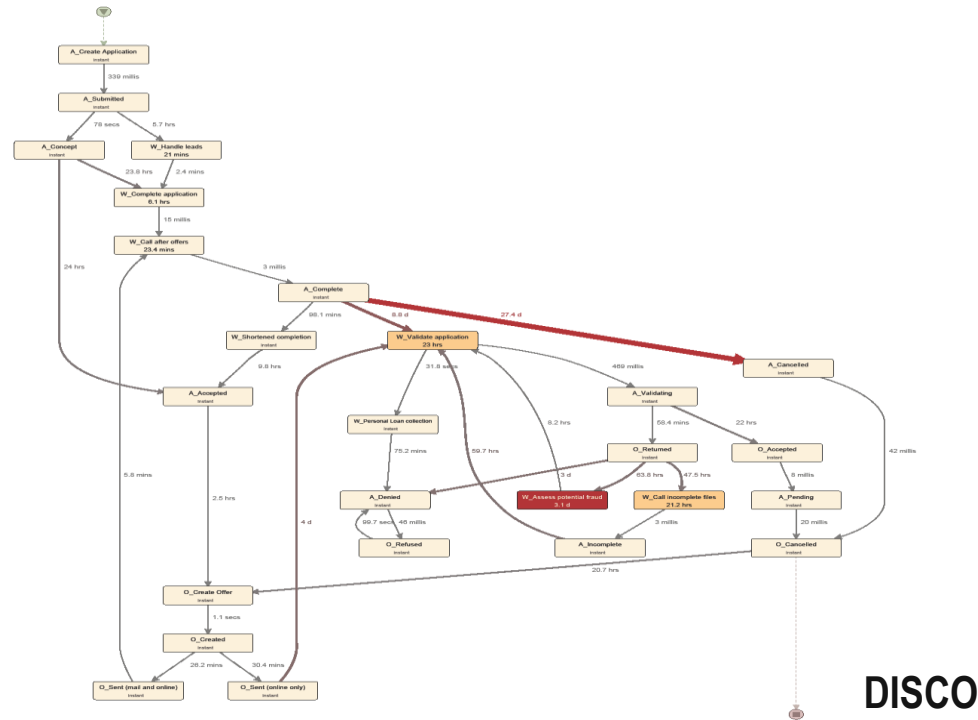 A_Create Application
instant
339 millis
A_Submitted
instant
78 secs
5.7 hrs
A_Concept
instant
W_Handle leads
21 mins
23.8 hrs
2.4 mins
W_Complete application
6.1 hrs
15 millis
W_Call after offers
23.4 mins
24 hrs
3 millis
A_Complete
instant
98.1 mins
8.8 d
27.4 d
W_Shortened completion
instant
W_Validate application
23 hrs
A_Cancelled
instant
9.8 hrs
31.8 secs
469 millis
A_Accepted
instant
A_Validating
instant
W_Personal Loan collection
instant
8.2 hrs
58.4 mins
22 hrs
75.2 mins
59.7 hrs
O_Returned
instant
O_Accepted
instant
42 millis
3 d
63.8 hrs
47.5 hrs
8 millis
5.8 mins
2.5 hrs
4 d
A_Denied
instant
W_Assess potential fraud
3.1 d
W_Call incomplete files
21.2 hrs
A_Pending
instant
99.7 secs
46 millis
3 millis
20 millis
O_Refused
instant
A_Incomplete
instant
O_Cancelled
instant
20.7 hrs
O_Create Offer
instant
1.1 secs
O_Created
instant
26.2 mins
30.4 mins
O_Sent (mail and online)
instant
O_Sent (online only)
instant
DISCO